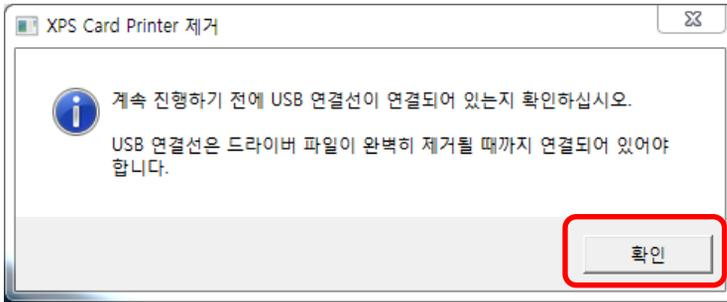 XPS Card Printer 제거
계속 진행하기 전에 USB 연결선이 연결되어 있는지 확인하십시오.
USB 연결선은 드라이버 파일이 완벽히 제거될 때까지 연결되어 있어야
합니다.
확인